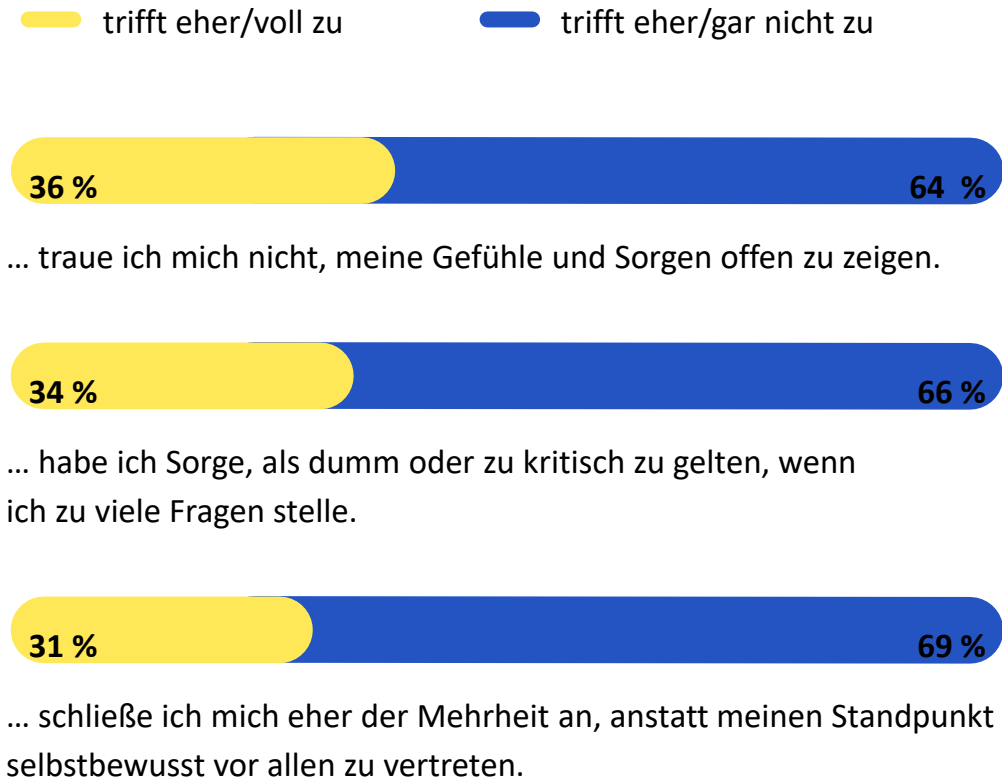 trifft eher/voll zu trifft eher/gar nicht zu
36 % 64 %
… traue ich mich nicht, meine Gefühle und Sorgen offen zu zeigen.
34 % 66 %
… habe ich Sorge, als dumm oder zu kritisch zu gelten, wenn
ich zu viele Fragen stelle.
31 % 69 %
… schließe ich mich eher der Mehrheit an, anstatt meinen Standpunkt
selbstbewusst vor allen zu vertreten.